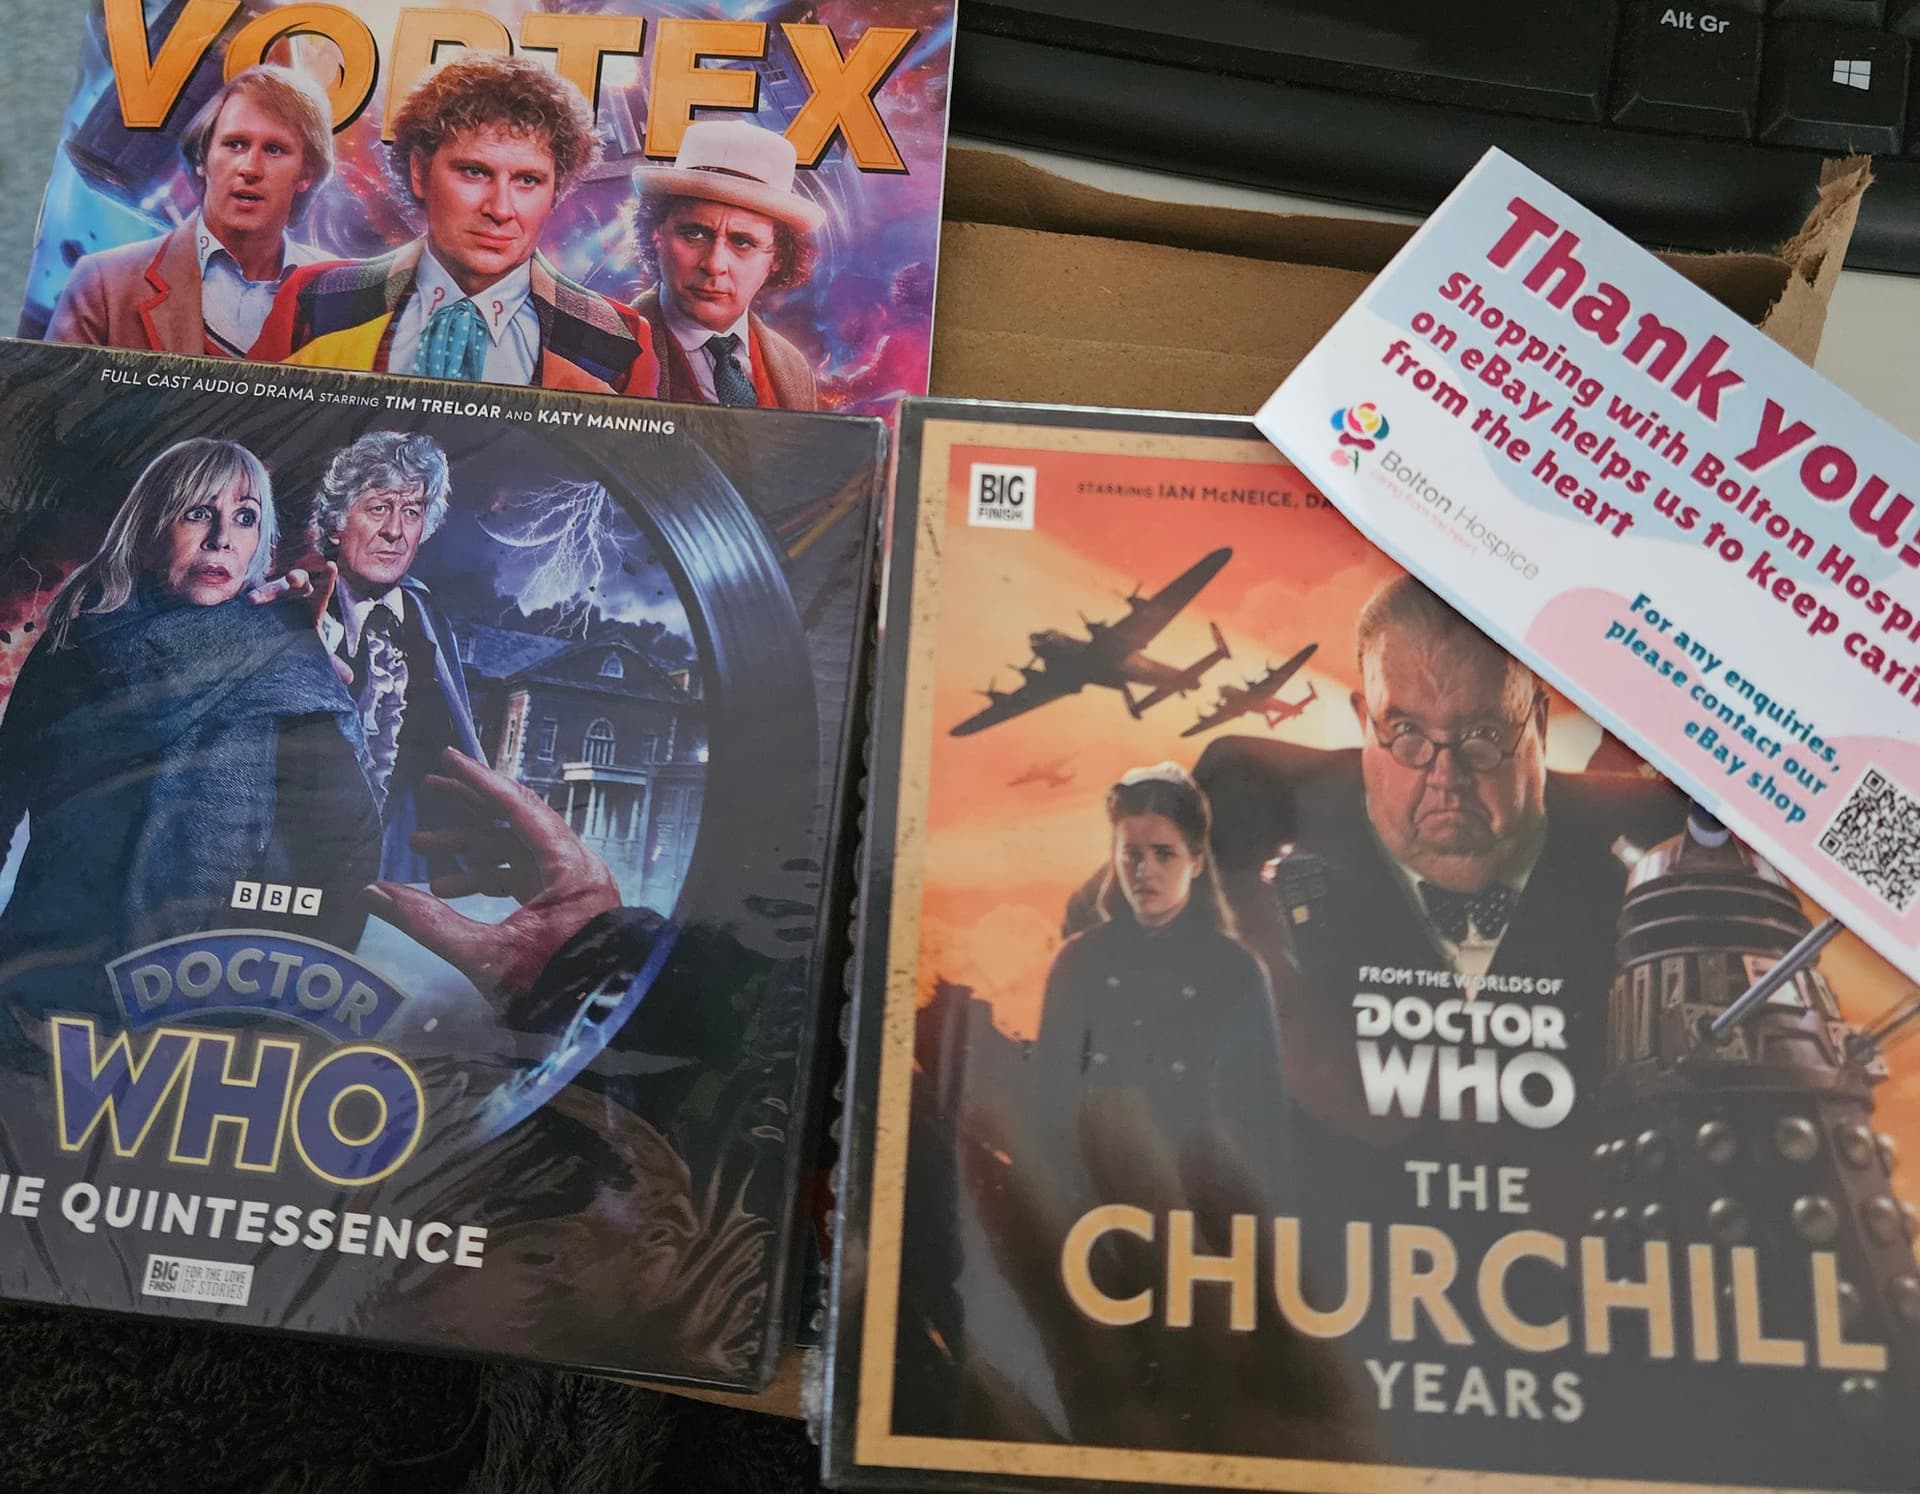 VORTEX
Alt Gr
Thank you
Shopping with Bolton
on eBay helps us to keep
from the heart
Bolton Hospice
For any enquiries,
please contact our
eBay shop
FULL CAST AUDIO DRAMA STARRING TIM TRELOAR AND KATY MANNING
BBC
DOCTOR
WHO
QUINTESSENCE
BIG FINISH
FOR THE LOVE
OF STORIES
BIG
FINISH
STARRING IAN McNEICE,
FROM THE WORLDS OF
DOCTOR
WHO
THE
CHURCHILL
YEARS